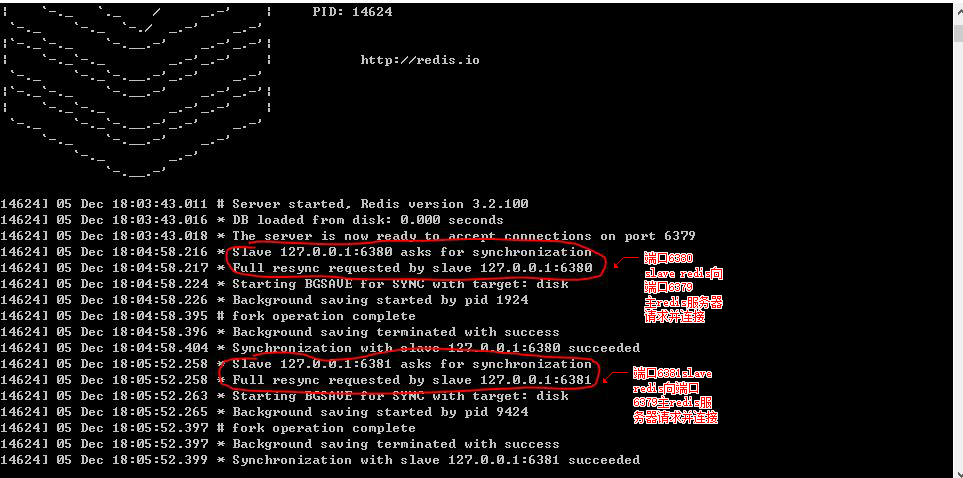 PID: 14624
http://redis.io
14624] 05 Dec 18:03:43.011 # Server started, Redis version 3.2.100
14624] 05 Dec 18:03:43.016 * DB loaded from disk: 0.000 seconds
14624] 05 Dec 18:03:43.018 * The server is now ready to accept connections on port 6379
14624] 05 Dec 18:04:58.216 * Slave 127.0.0.1:6380 asks for synchronization
14624] 05 Dec 18:04:58.217 * Full resync requested by slave 127.0.0.1:6380
14624] 05 Dec 18:04:58.224 * Starting BGSAVE for SYNC with target: disk
14624] 05 Dec 18:04:58.226 * Background saving started by pid 1924
14624] 05 Dec 18:04:58.395 # fork operation complete
14624] 05 Dec 18:04:58.396 * Background saving terminated with success
14624] 05 Dec 18:04:58.404 * Synchronization with slave 127.0.0.1:6380 succeeded
14624] 05 Dec 18:05:52.258 * Slave 127.0.0.1:6381 asks for synchronization
14624] 05 Dec 18:05:52.258 * Full resync requested by slave 127.0.0.1:6381
14624] 05 Dec 18:05:52.263 * Starting BGSAVE for SYNC with target: disk
14624] 05 Dec 18:05:52.265 * Background saving started by pid 9424
14624] 05 Dec 18:05:52.397 # fork operation complete
14624] 05 Dec 18:05:52.397 * Background saving terminated with success
14624] 05 Dec 18:05:52.399 * Synchronization with slave 127.0.0.1:6381 succeeded
端口6380
slave redis向
端口6379
主redis服务器
请求并连接
端口6381slave
redis向端口
6379主redis服
务器请求并连接